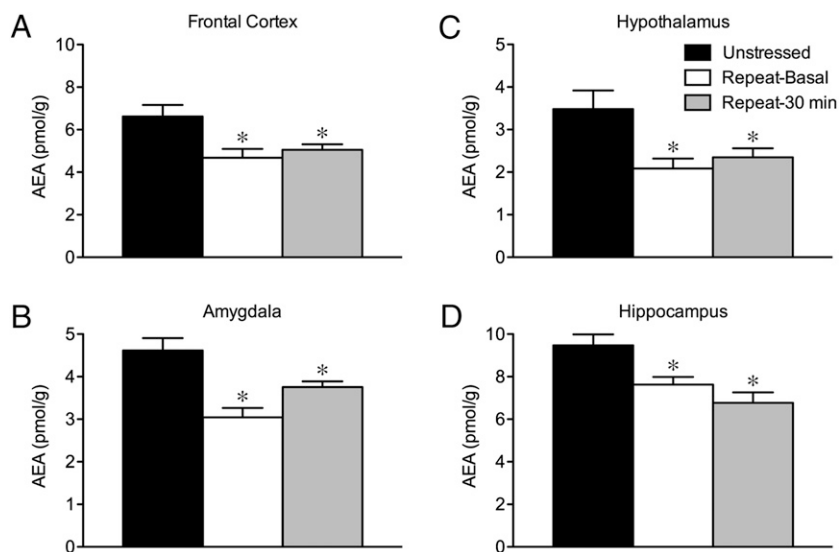 A
Frontal Cortex
AEA (pmol/g)
10
8
6
4
2
0
*
*
C
Hypothalamus
AEA (pmol/g)
5
4
3
2
1
0
*
*
Unstressed
Repeat-Basal
Repeat-30 min
B
Amygdala
AEA (pmol/g)
5
4
3
2
1
0
*
*
D
Hippocampus
AEA (pmol/g)
10
8
6
4
2
0
*
*